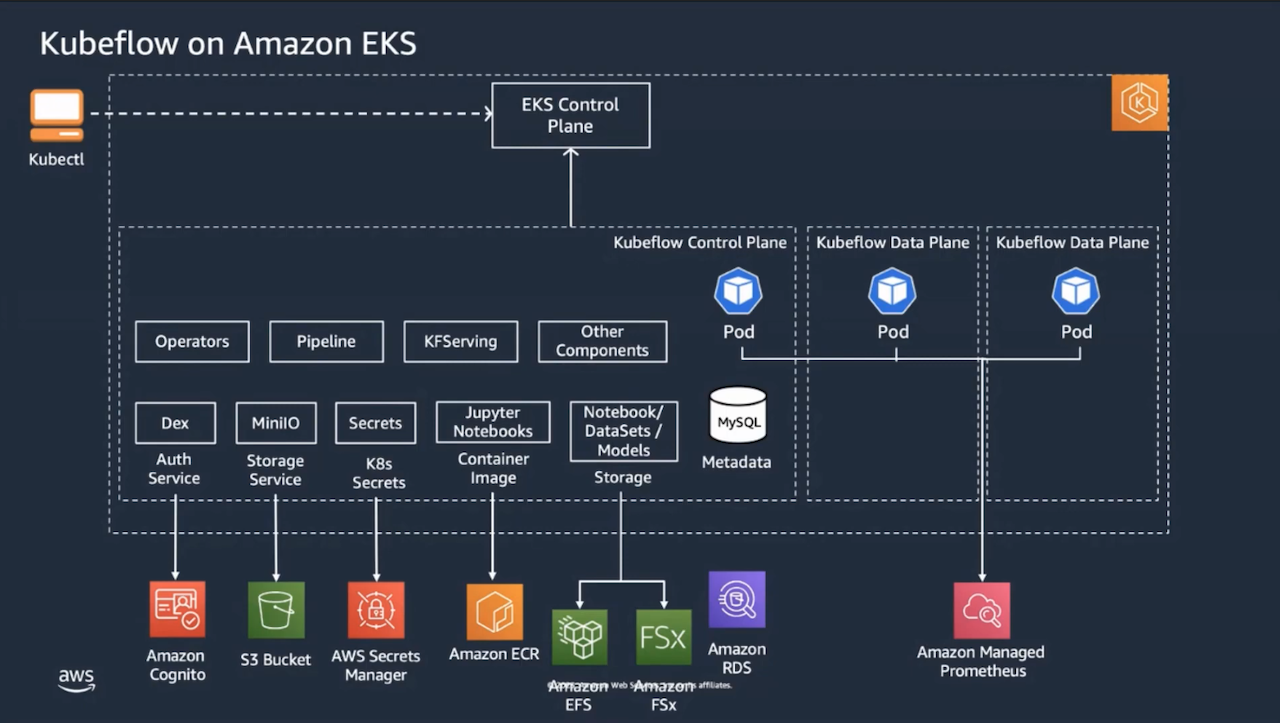 Kubeflow on Amazon EKS
EKS Control
Plane
K
Kubectl
Kubeflow Control Plane
Kubeflow Data Plane
Kubeflow Data Plane
Pod
Pod
Pod
Operators
Pipeline
KFServing
Other
Components
Dex
MiniIO
Secrets
Jupyter
Notebooks
Notebook/
DataSets /
Models
MySQL
Auth
Service
Storage
Service
K8s
Secrets
Container
Image
Storage
Metadata
FSx
Amazon
Cognito
S3 Bucket
AWS Secrets
Manager
Amazon ECR
Amazon
EFS
Amazon
FSx
Amazon
RDS
Amazon Managed
Prometheus
aws
affiliates.